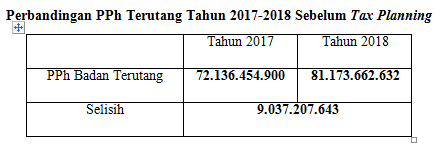 Perbandingan PPh Terutang Tahun 2017-2018 Sebelum Tax Planning
Tahun 2017 Tahun 2018
PPh Badan Terutang 72.136.454.900 81.173.662.632
Selisih 9.037.207.643